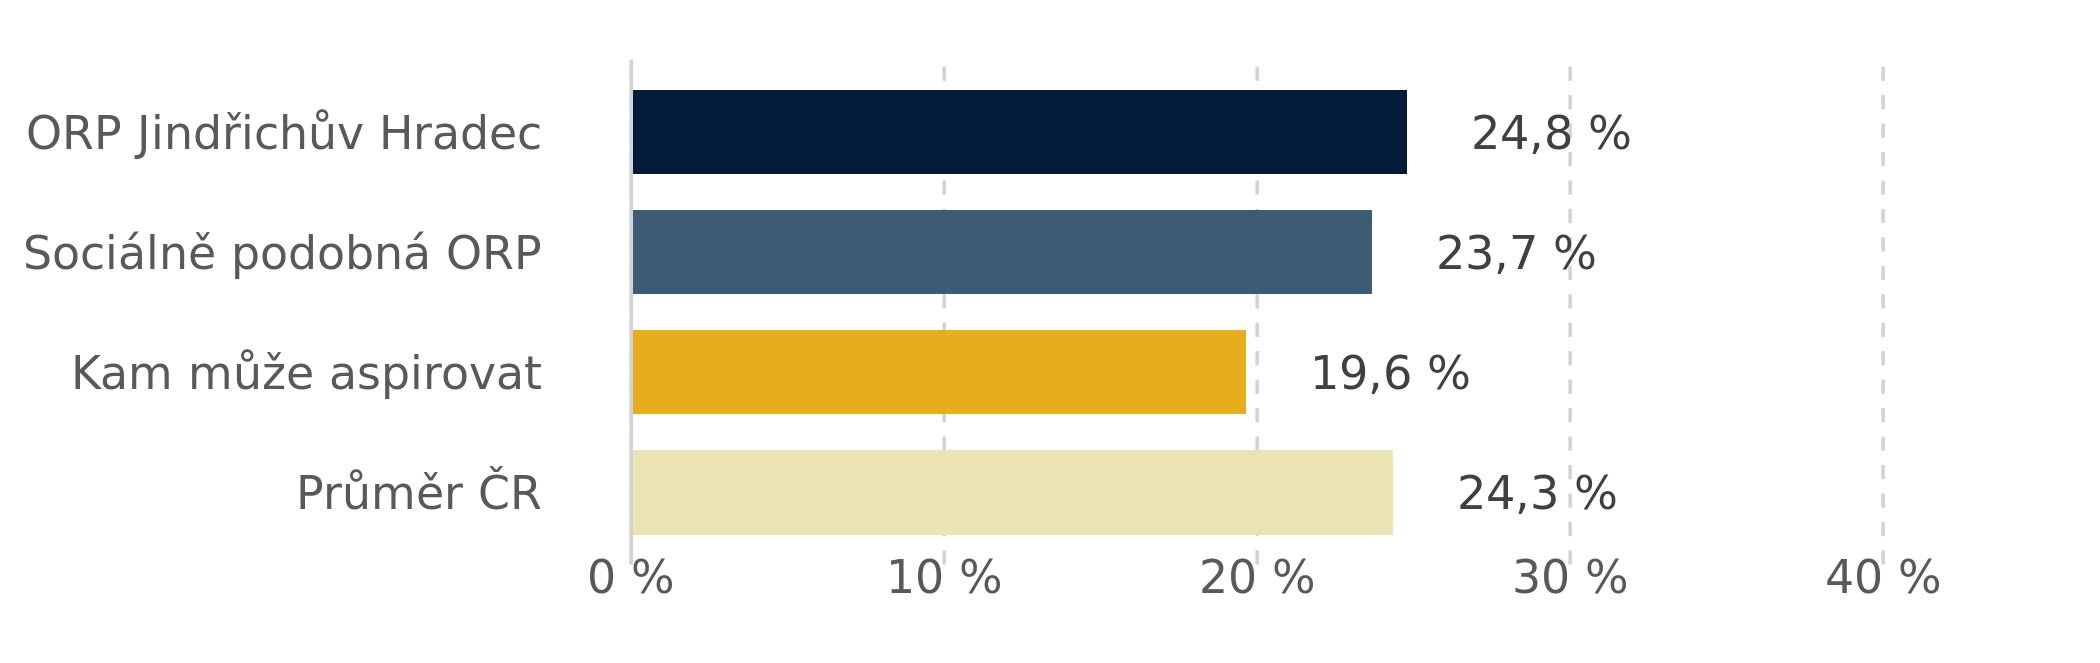 ORP Jindřichův Hradec 24,8 %
Sociálně podobná ORP 23,7 %
Kam může aspirovat 19,6 %
Průměr ČR 24,3 %
0 % 10 % 20 % 30 % 40 %